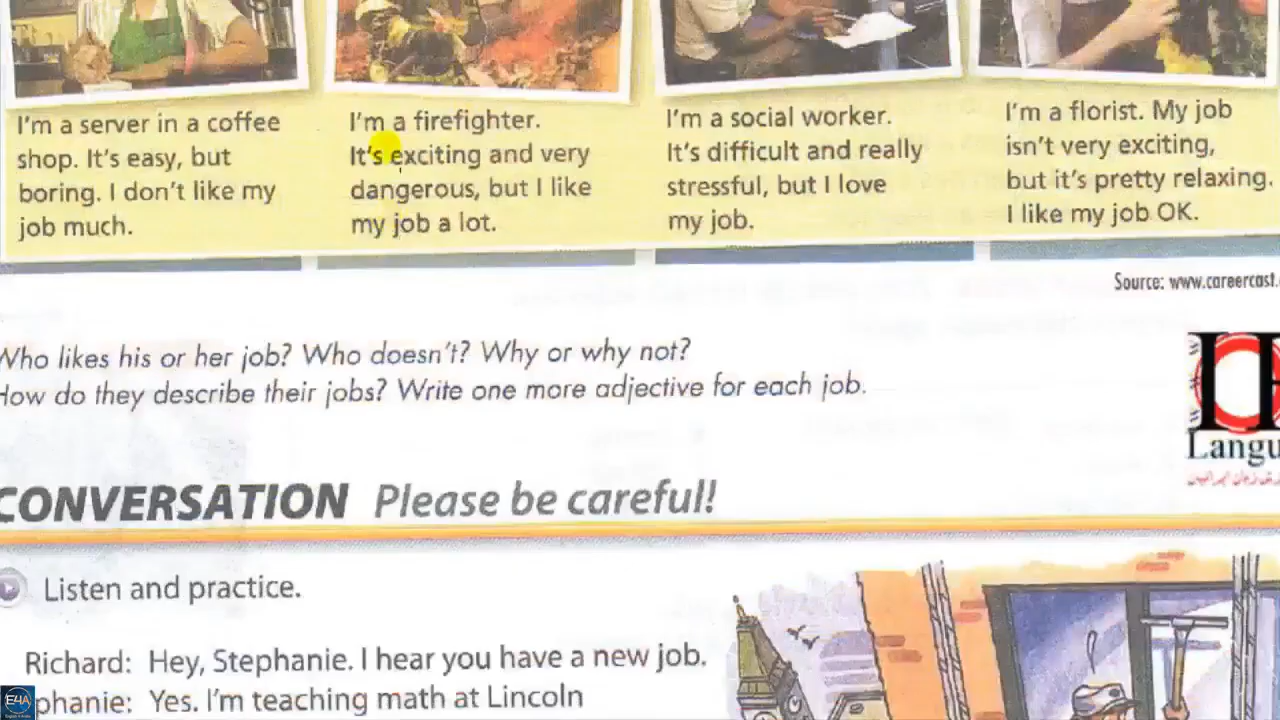 I'm a server in a coffee
shop. It's easy, but
boring. I don't like my
job much.
I'm a firefighter.
It's exciting and very
dangerous, but I like
my job a lot.
I'm a social worker.
It's difficult and really
stressful, but I love
my job.
I'm a florist. My job
isn't very exciting,
but it's pretty relaxing.
I like my job OK.
Source: www.careercast.
Who likes his or her job? Who doesn't? Why or why not?
How do they describe their jobs? Write one more adjective for each job.
Langu
CONVERSATION Please be careful!
Listen and practice.
Richard: Hey, Stephanie. I hear you have a new job.
phanie: Yes. I'm teaching math at Lincoln
E4A